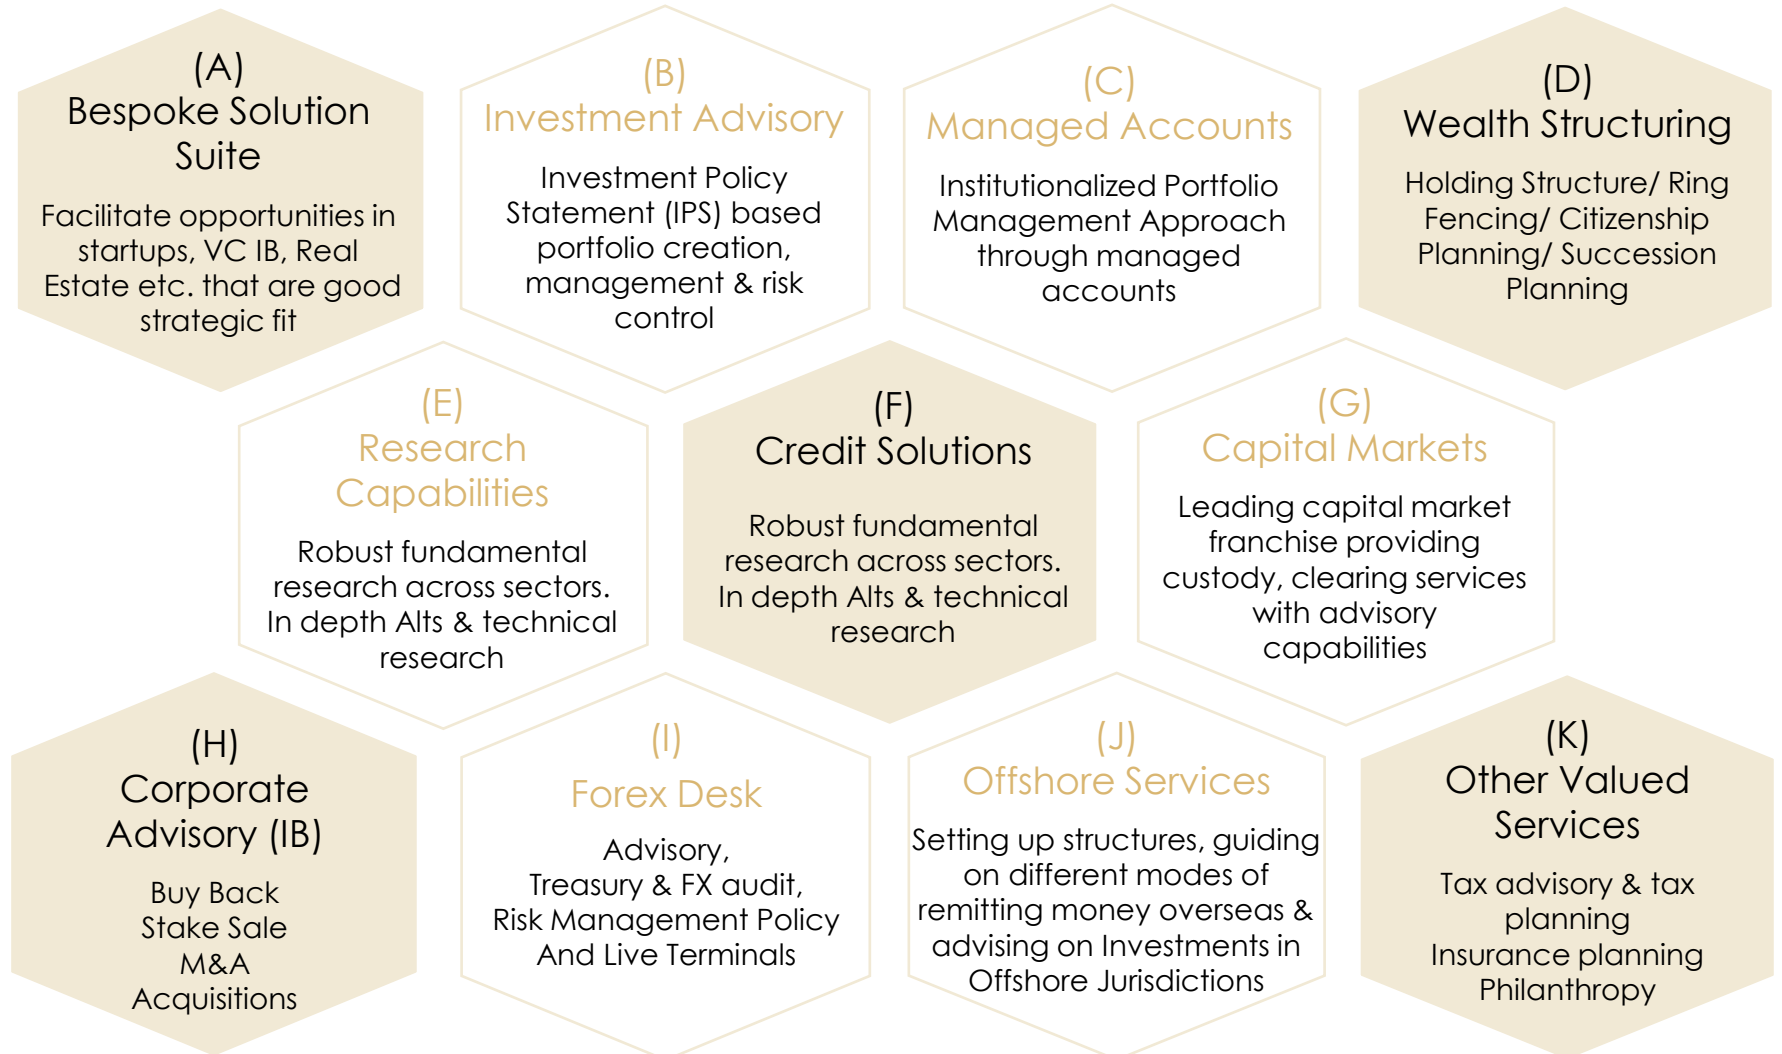 (A)
Bespoke Solution
Suite
Facilitate opportunities in
startups, VC IB, Real
Estate etc. that are good
strategic fit
(B)
Investment Advisory
Investment Policy
Statement (IPS) based
portfolio creation,
management & risk
control
(C)
Managed Accounts
Institutionalized Portfolio
Management Approach
through managed
accounts
(D)
Wealth Structuring
Holding Structure/ Ring
Fencing/ Citizenship
Planning/ Succession
Planning
(E)
Research
Capabilities
Robust fundamental
research across sectors.
In depth Alts & technical
research
(F)
Credit Solutions
Robust fundamental
research across sectors.
In depth Alts & technical
research
(G)
Capital Markets
Leading capital market
franchise providing
custody, clearing services
with advisory
capabilities
(H)
Corporate
Advisory (IB)
Buy Back
Stake Sale
M&A
Acquisitions
(I)
Forex Desk
Advisory,
Treasury & FX audit,
Risk Management Policy
And Live Terminals
(J)
Offshore Services
Setting up structures, guiding
on different modes of
remitting money overseas &
advising on Investments in
Offshore Jurisdictions
(K)
Other Valued
Services
Tax advisory & tax
planning
Insurance planning
Philanthropy